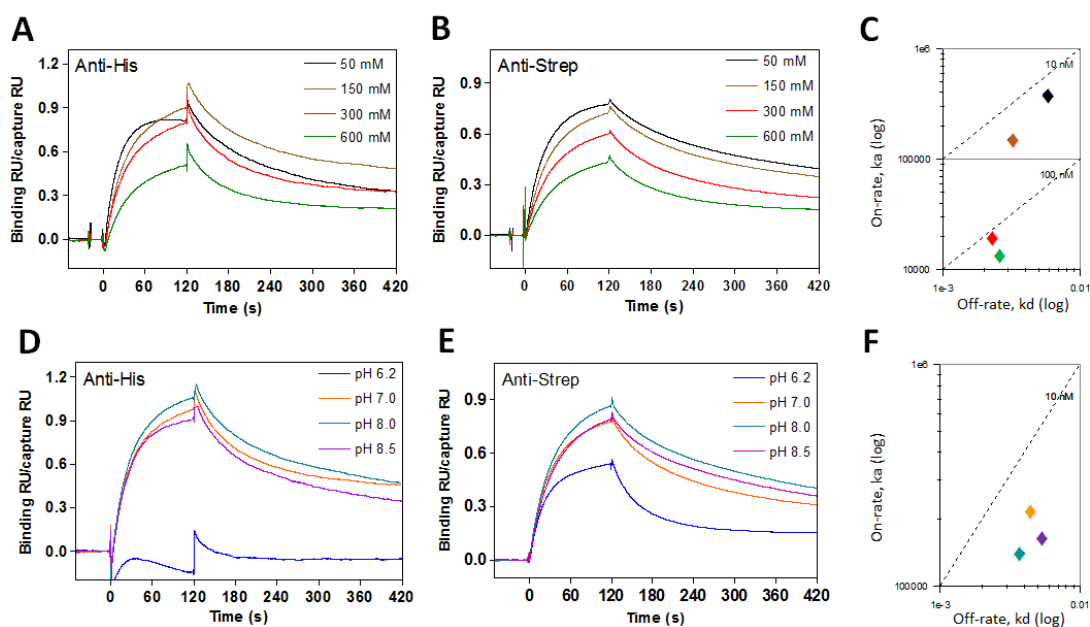 A
Anti-His
50 mM
150 mM
300 mM
600 mM
1.2
0.9
0.6
0.3
0.0
Binding RU/capture RU
0 60 120 180 240 300 360 420
Time (s)
B
Anti-Strep
50 mM
150 mM
300 mM
600 mM
0.9
0.6
0.3
0.0
Binding RU/capture RU
0 60 120 180 240 300 360 420
Time (s)
C
1e6
10 nM
100000
100, nM
10000
On-rate, ka (log)
1e-3 0.01
Off-rate, kd (log)
D
Anti-His
pH 6.2
pH 7.0
pH 8.0
pH 8.5
1.2
0.9
0.6
0.3
0.0
Binding RU/capture RU
0 60 120 180 240 300 360 420
Time (s)
E
Anti-Strep
pH 6.2
pH 7.0
pH 8.0
pH 8.5
0.9
0.6
0.3
0.0
Binding RU/capture RU
0 60 120 180 240 300 360 420
Time (s)
F
1e6
10 nM
100000
On-rate, ka (log)
1e-3 0.01
Off-rate, kd (log)